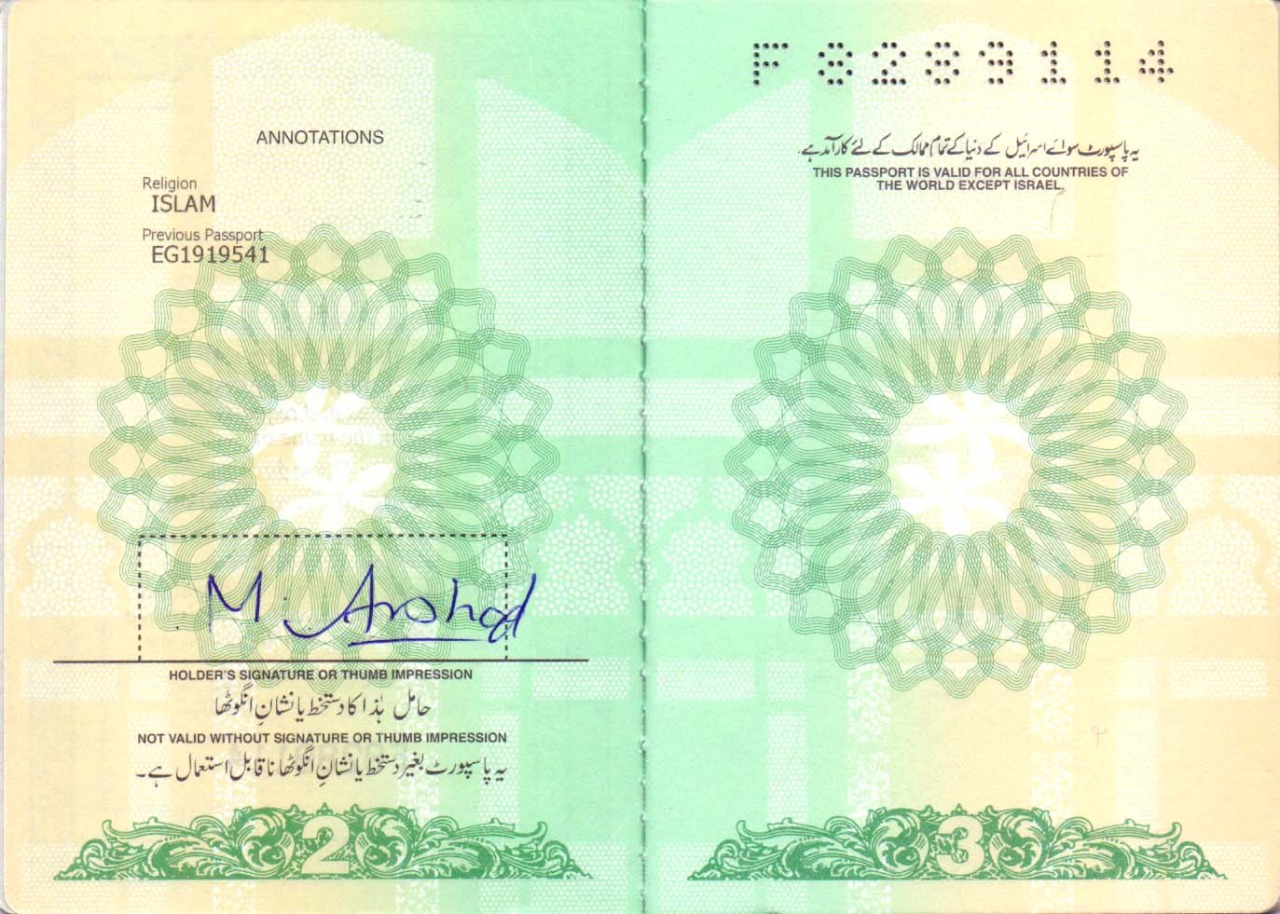 ANNOTATIONS
Religion
ISLAM
Previous Passport
EG1919541
M. Arshad
HOLDER'S SIGNATURE OR THUMB IMPRESSION
حامل ہٰذا کا دستخط یا نشانِ انگوٹھا
NOT VALID WITHOUT SIGNATURE OR THUMB IMPRESSION
یہ پاسپورٹ بغیر دستخط یا نشانِ انگوٹھا ناقابل استعمال ہے۔
2
F8289114
یہ پاسپورٹ سوائے اسرائیل کے دنیا کے تمام ممالک کے لئے کارآمد ہے۔
THIS PASSPORT IS VALID FOR ALL COUNTRIES OF
THE WORLD EXCEPT ISRAEL.
3